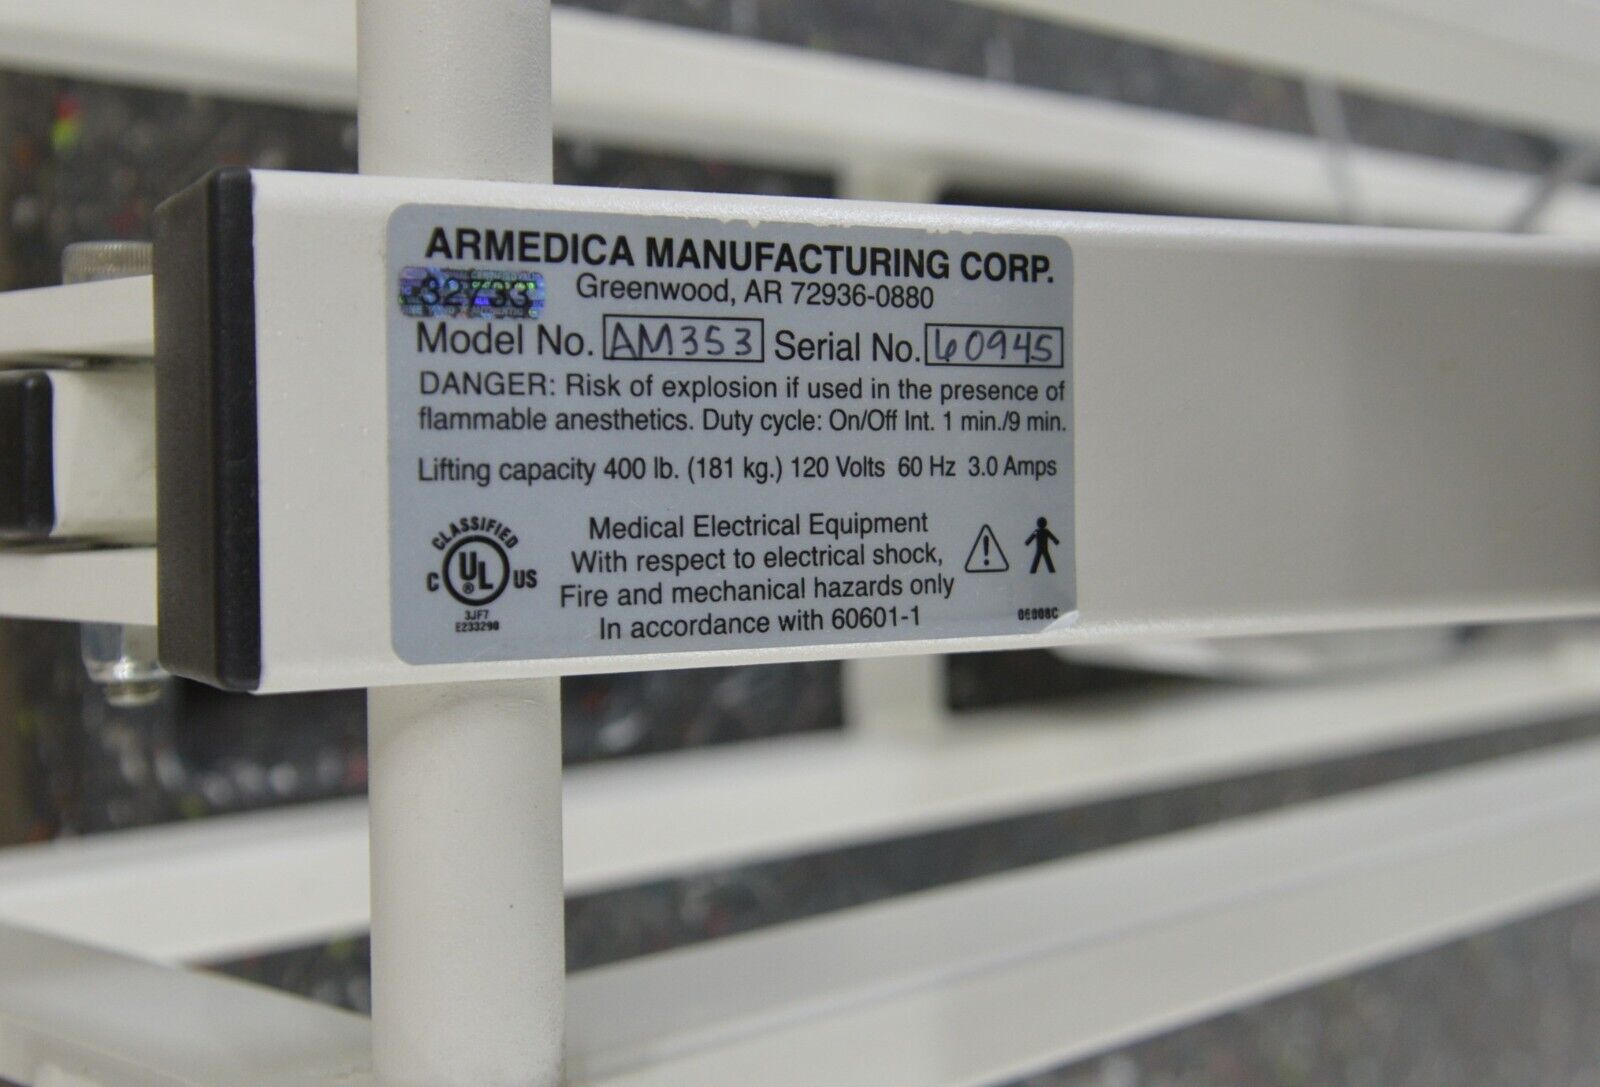 ARMEDICA MANUFACTURING CORP.
32733
Greenwood, AR 72936-0880
Model No. AM353 Serial No. 60945
DANGER: Risk of explosion if used in the presence of
flammable anesthetics. Duty cycle: On/Off Int. 1 min./9 min.
Lifting capacity 400 lb. (181 kg.) 120 Volts 60 Hz 3.0 Amps
CLASSIFIED
C UL® US
3JF7
E233290
Medical Electrical Equipment
With respect to electrical shock,
Fire and mechanical hazards only
In accordance with 60601-1
06008C